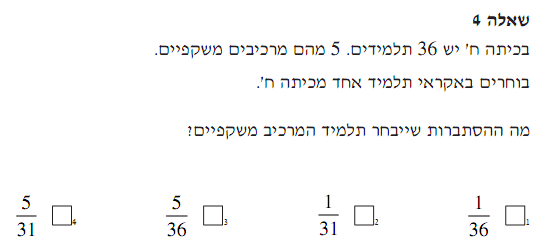 שאלה 4
בכיתה ח' יש 36 תלמידים. 5 מהם מרכיבים משקפיים.
בוחרים באקראי תלמיד אחד מכיתה ח'.
מה ההסתברות שייבחר תלמיד המרכיב משקפיים?
1 □ 1/36 2 □ 1/31 3 □ 5/36 4 □ 5/31